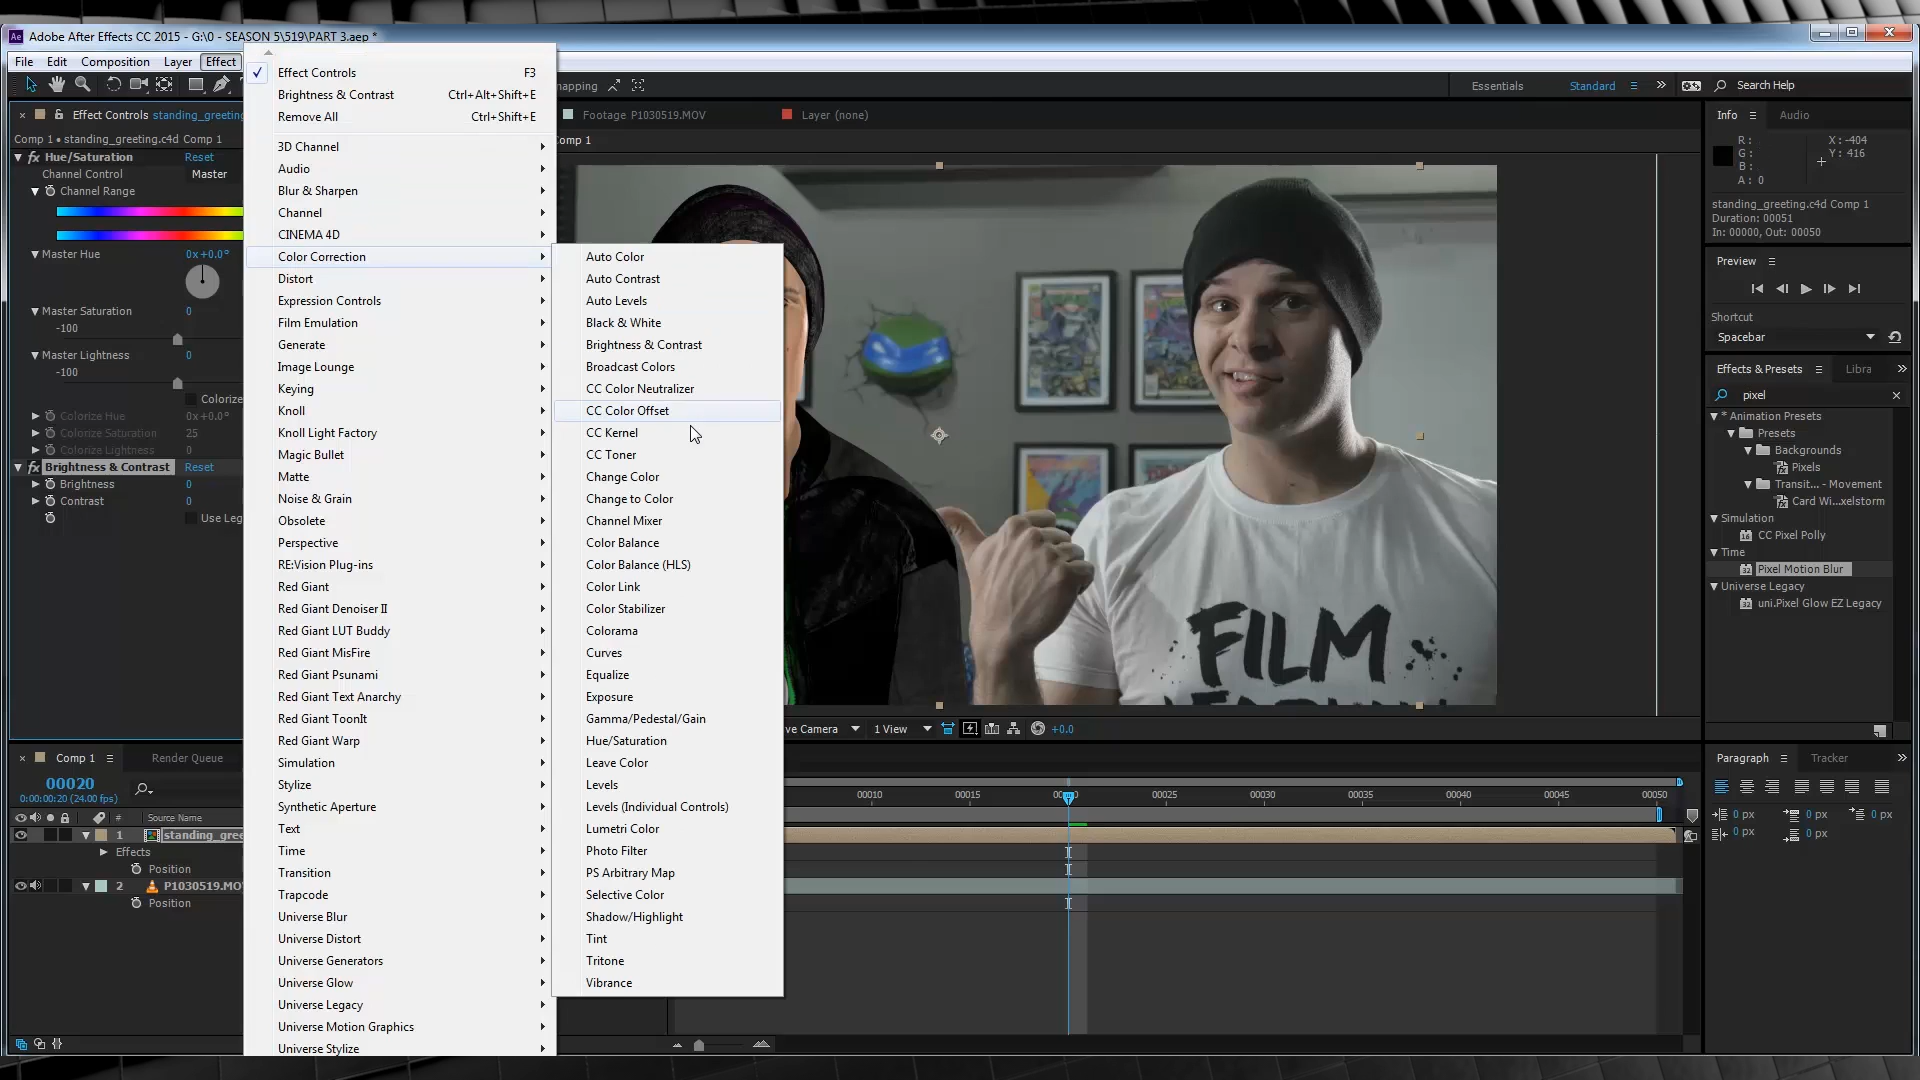 Adobe After Effects CC 2015 - G:\0 - SEASON 5\519\PART 3.aep *
File Edit Composition Layer Effect
Essentials Standard Search Help
Effect Controls standing_greeting
Comp 1 • standing_greeting.c4d Comp 1
Hue/Saturation Reset
Channel Control Master
Channel Range
Master Hue 0x+0.0°
Master Saturation 0
-100
Master Lightness 0
-100
Colorize
Colorize Hue 0x+0.0°
Colorize Saturation 25
Colorize Lightness 0
Brightness & Contrast Reset
Brightness 0
Contrast 0
Use Leg
Effect Controls F3
Brightness & Contrast Ctrl+Alt+Shift+E
Remove All Ctrl+Shift+E
3D Channel
Audio
Blur & Sharpen
Channel
CINEMA 4D
Color Correction
Distort
Expression Controls
Film Emulation
Generate
Image Lounge
Keying
Knoll
Knoll Light Factory
Magic Bullet
Matte
Noise & Grain
Obsolete
Perspective
RE:Vision Plug-ins
Red Giant
Red Giant Denoiser II
Red Giant LUT Buddy
Red Giant MisFire
Red Giant Psunami
Red Giant Text Anarchy
Red Giant ToonIt
Red Giant Warp
Simulation
Stylize
Synthetic Aperture
Text
Time
Transition
Trapcode
Universe Blur
Universe Distort
Universe Generators
Universe Glow
Universe Legacy
Universe Motion Graphics
Universe Stylize
Auto Color
Auto Contrast
Auto Levels
Black & White
Brightness & Contrast
Broadcast Colors
CC Color Neutralizer
CC Color Offset
CC Kernel
CC Toner
Change Color
Change to Color
Channel Mixer
Color Balance
Color Balance (HLS)
Color Link
Color Stabilizer
Colorama
Curves
Equalize
Exposure
Gamma/Pedestal/Gain
Hue/Saturation
Leave Color
Levels
Levels (Individual Controls)
Lumetri Color
Photo Filter
PS Arbitrary Map
Selective Color
Shadow/Highlight
Tint
Tritone
Vibrance
napping
Footage P1030519.MOV Layer (none)
omp 1
FILM
ve Camera 1 View +0.0
Info Audio
R: X: -404
G: Y: 416
B:
A: 0
standing_greeting.c4d Comp 1
Duration: 00051
In: 00000, Out: 00050
Preview
Shortcut
Spacebar
Effects & Presets Libra
pixel
* Animation Presets
Presets
Backgrounds
Pixels
Transit... - Movement
Card Wi...xelstorm
Simulation
CC Pixel Polly
Time
Pixel Motion Blur
Universe Legacy
uni.Pixel Glow EZ Legacy
Paragraph Tracker
0 px 0 px 0 px
0 px 0 px
Comp 1 Render Queue
00020
0:00:00:20 (24.00 fps)
# Source Name
1 standing_gree
Effects
Position
2 P1030519.MO
Position
00010 00015 00025 00030 00035 00040 00045 00050